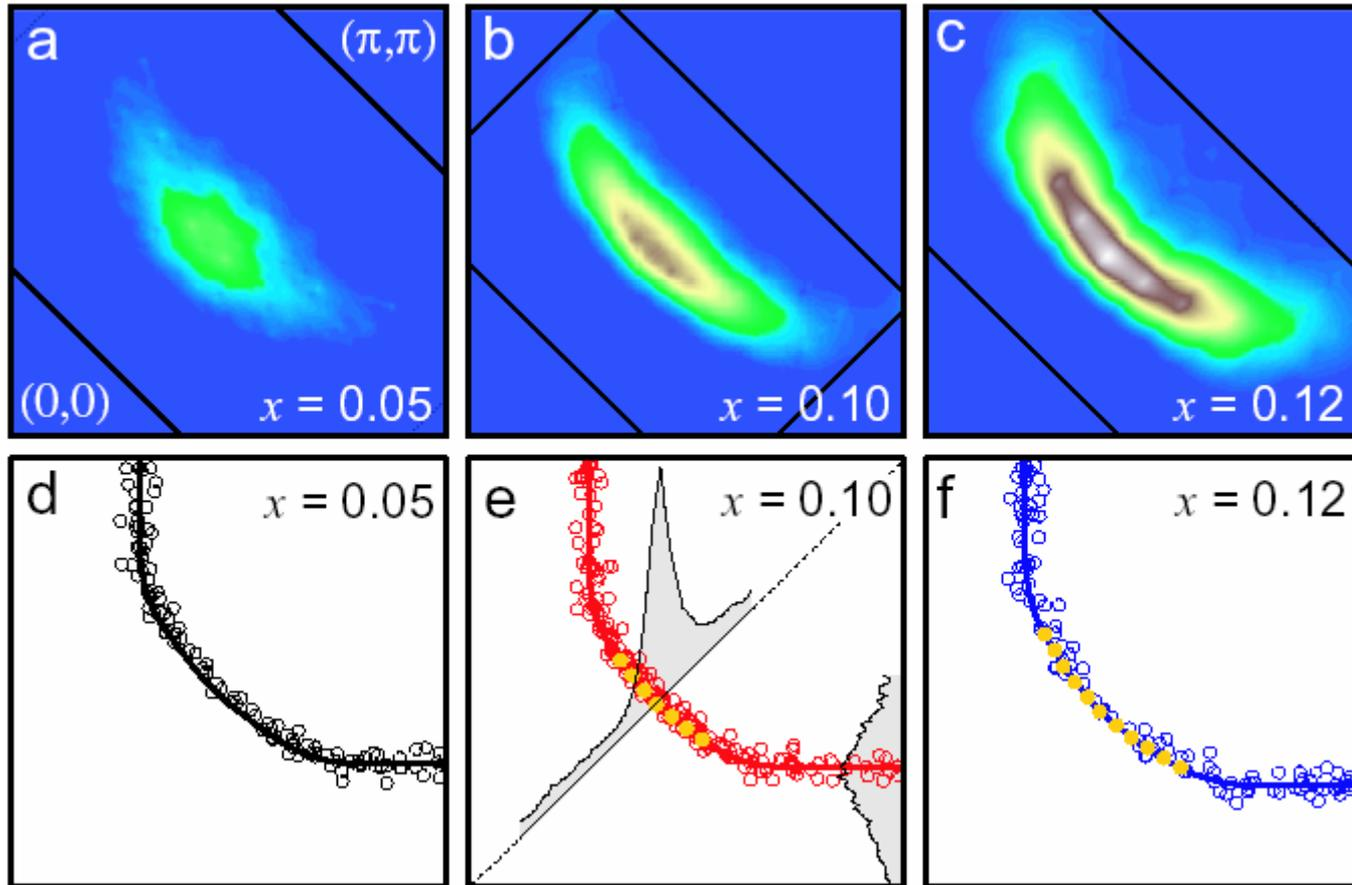 a
(π,π)
(0,0)
x = 0.05
b
x = 0.10
c
x = 0.12
d
x = 0.05
e
x = 0.10
f
x = 0.12